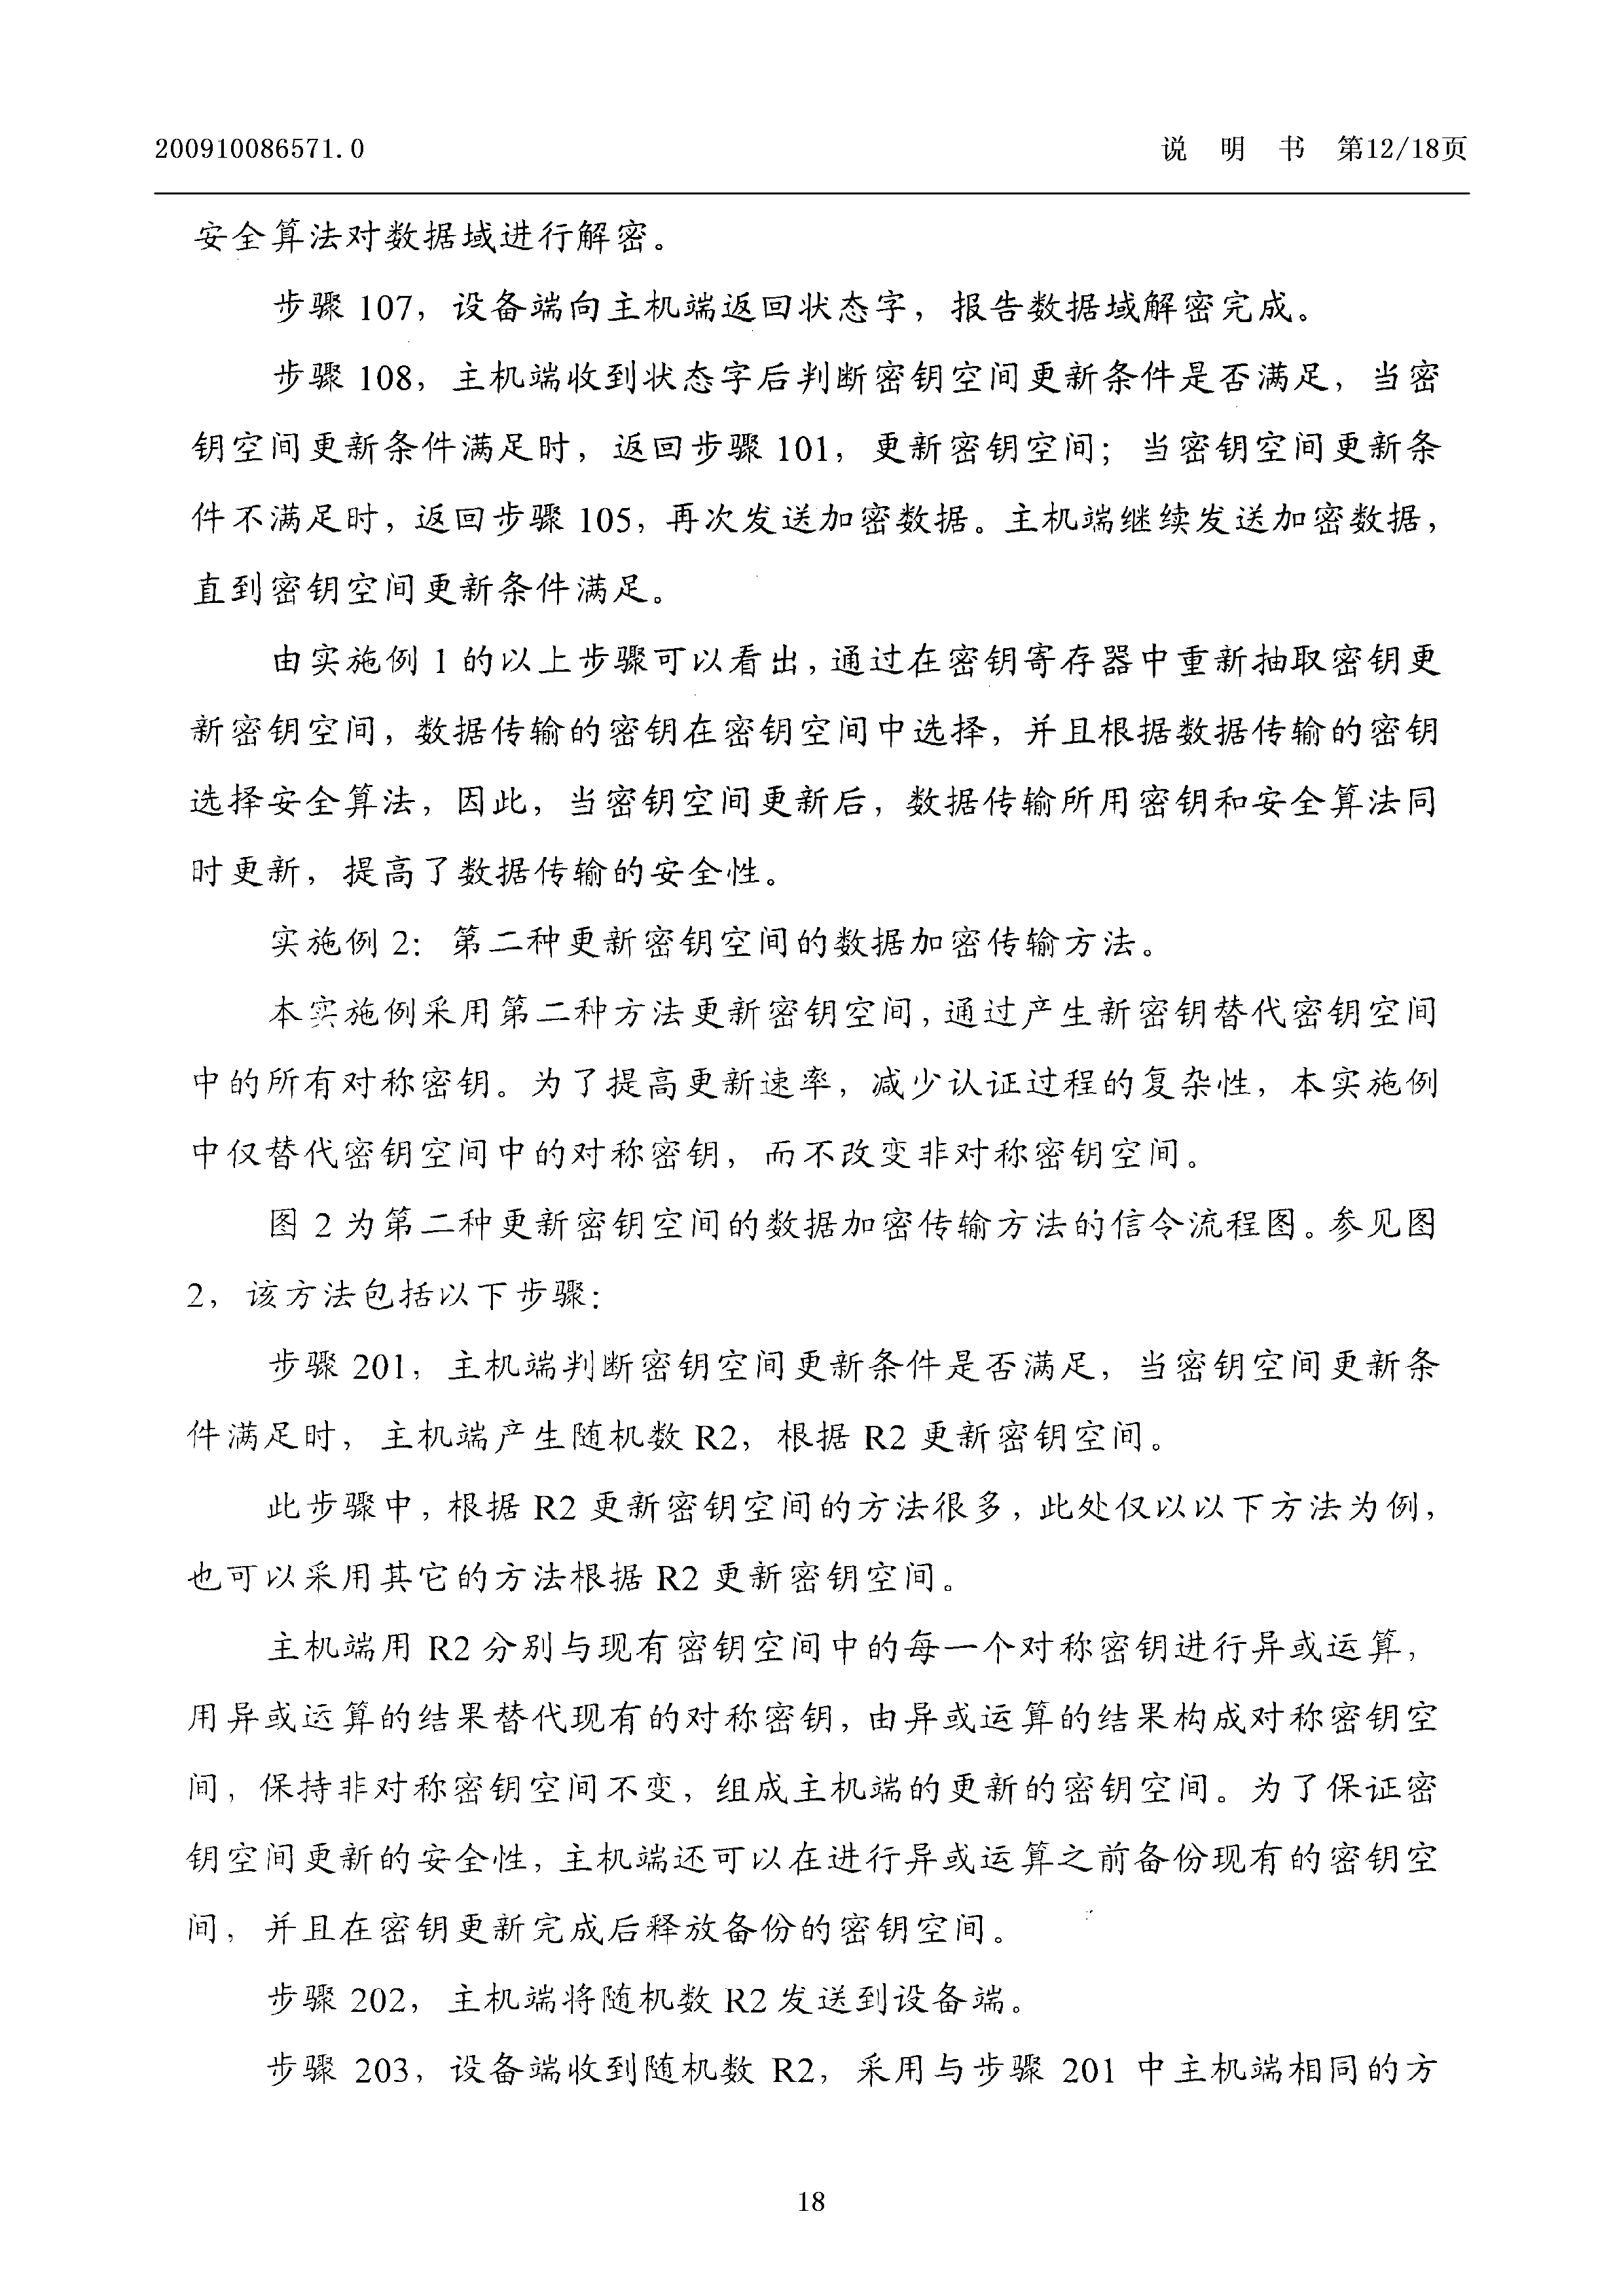 200910086571.0
说 明 书 第12/18页
安全算法对数据域进行解密。
步骤 107，设备端向主机端返回状态字，报告数据域解密完成。
步骤 108，主机端收到状态字后判断密钥空间更新条件是否满足，当密
钥空间更新条件满足时，返回步骤 101，更新密钥空间；当密钥空间更新条
件不满足时，返回步骤 105，再次发送加密数据。主机端继续发送加密数据，
直到密钥空间更新条件满足。
由实施例 1 的以上步骤可以看出，通过在密钥寄存器中重新抽取密钥更
新密钥空间，数据传输的密钥在密钥空间中选择，并且根据数据传输的密钥
选择安全算法，因此，当密钥空间更新后，数据传输所用密钥和安全算法同
时更新，提高了数据传输的安全性。
实施例 2：第二种更新密钥空间的数据加密传输方法。
本实施例采用第二种方法更新密钥空间，通过产生新密钥替代密钥空间
中的所有对称密钥。为了提高更新速率，减少认证过程的复杂性，本实施例
中仅替代密钥空间中的对称密钥，而不改变非对称密钥空间。
图 2 为第二种更新密钥空间的数据加密传输方法的信令流程图。参见图
2，该方法包括以下步骤：
步骤 201，主机端判断密钥空间更新条件是否满足，当密钥空间更新条
件满足时，主机端产生随机数 R2，根据 R2 更新密钥空间。
此步骤中，根据 R2 更新密钥空间的方法很多，此处仅以以下方法为例，
也可以采用其它的方法根据 R2 更新密钥空间。
主机端用 R2 分别与现有密钥空间中的每一个对称密钥进行异或运算，
用异或运算的结果替代现有的对称密钥，由异或运算的结果构成对称密钥空
间，保持非对称密钥空间不变，组成主机端的更新的密钥空间。为了保证密
钥空间更新的安全性，主机端还可以在进行异或运算之前备份现有的密钥空
间，并且在密钥更新完成后释放备份的密钥空间。
步骤 202，主机端将随机数 R2 发送到设备端。
步骤 203，设备端收到随机数 R2，采用与步骤 201 中主机端相同的方
18